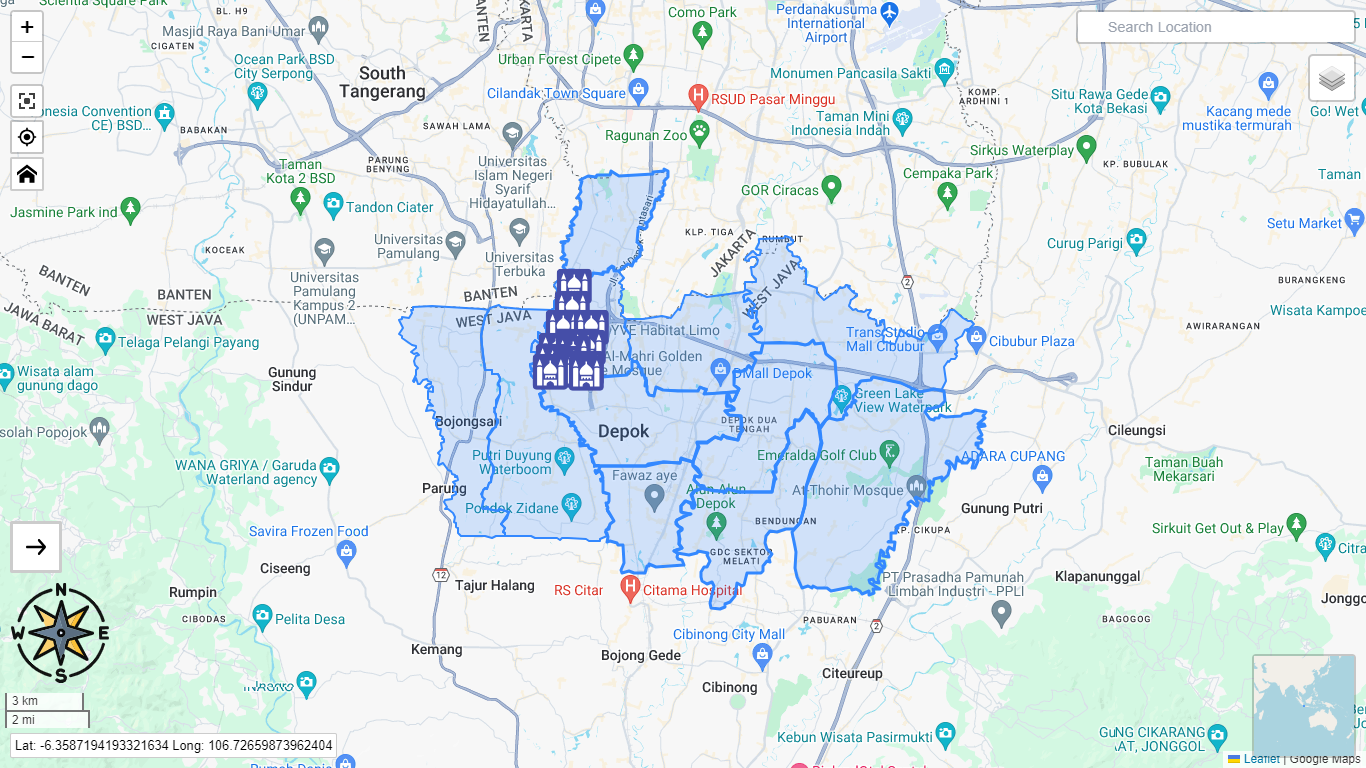 Scientia Square Park
BL. H9
BANTEN
JAKARTA
Como Park
Perdanakusuma
International
Airport
+
−
Search Location
Masjid Raya Bani Umar
CIGATEN
Ocean Park BSD
City Serpong
South
Tangerang
Urban Forest Cipete
Monumen Pancasila Sakti
Cilandak Town Square
RSUD Pasar Minggu
KOMP.
ARDHINI 1
Situ Rawa Gede
Kota Bekasi
Kacang mede
mustika termurah
Go! Wet
onesia Convention
CE) BSD...
BABAKAN
SAWAH LAMA
Ragunan Zoo
Taman Mini
Indonesia Indah
Sirkus Waterplay
KP. BUBULAK
PARUNG
BENYING
Taman
Kota 2 BSD
Universitas
Islam Negeri
Syarif
Hidayatullah...
GOR Ciracas
Cempaka Park
Taman
Jasmine Park ind
Tandon Ciater
Setu Market
KOCEAK
Universitas
Pamulang
Universitas
Terbuka
KLP. TIGA
RUMBUT
Curug Parigi
JAKARTA
WEST JAVA
BANTEN
JAWA BARAT
BANTEN
WEST JAVA
Universitas
Pamulang
Kampus 2
(UNPAM...
BANTEN
WEST JAVA
2
BURANGKENG
Wisata Kampoe
AWIRARANGAN
Telaga Pelangi Payang
YVE Habitat Limo
Trans Studio
Mall Cibubur
Cibubur Plaza
Al-Mahri Golden
e Mosque
DMall Depok
Wisata alam
gunung dago
Gunung
Sindur
Green Lake
View Waterpark
Bojongsari
Depok
DEPOK DUA
TENGAH
Cileungsi
solah Popojok
WANA GRIYA / Garuda
Waterland agency
Putri Duyung
Waterboom
Emeralda Golf Club
ADARA CUPANG
Taman Buah
Mekarsari
Fawaz aye
Parung
Alun Alun
Depok
At-Thohir Mosque
Pondok Zidane
Gunung Putri
BENDUNGAN
KP. CIKUPA
Sirkuit Get Out & Play
Savira Frozen Food
Citra
GDC SEKTOR
MELATI
Ciseeng
12
Tajur Halang
RS Citar
Citama Hospital
PT Prasadha Pamunah
Limbah Industri - PPLI
Klapanunggal
Rumpin
Jonggo
N
W
E
S
CIBODAS
Pelita Desa
2
PABUARAN
BAGOGOG
Cibinong City Mall
Kemang
Bojong Gede
Citeureup
Cibinong
3 km
2 mi
Kebun Wisata Pasirmukti
Lat: -6.3587194193321634 Long: 106.72659873962404
Leaflet | Google Maps